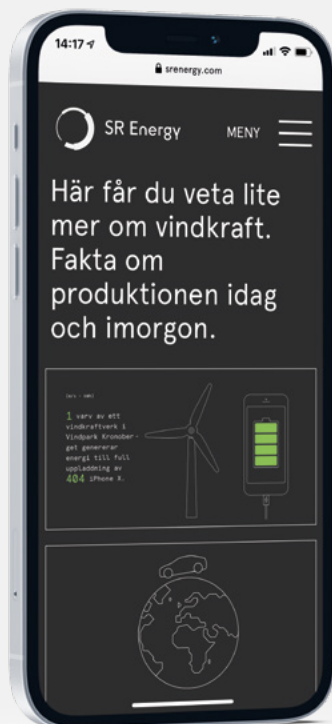 14:17
srenergy.com
SR Energy MENY
Här får du veta lite
mer om vindkraft.
Fakta om
produktionen idag
och imorgon.
1 varv av ett
vindkraftverk i
Vindpark Kronober-
get genererar
energi till full
uppladdning av
404 iPhone X.